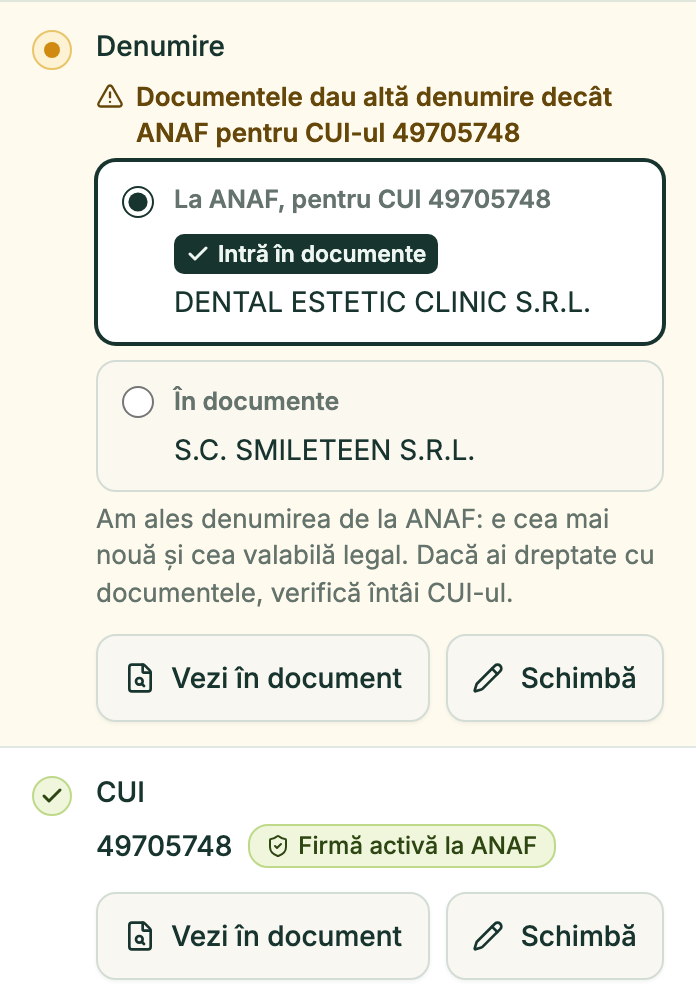 Denumire
Documentele dau altă denumire decât
ANAF pentru CUI-ul 49705748
La ANAF, pentru CUI 49705748
Intră în documente
DENTAL ESTETIC CLINIC S.R.L.
În documente
S.C. SMILETEEN S.R.L.
Am ales denumirea de la ANAF: e cea mai
nouă și cea valabilă legal. Dacă ai dreptate cu
documentele, verifică întâi CUI-ul.
Vezi în document Schimbă
CUI
49705748 Firmă activă la ANAF
Vezi în document Schimbă